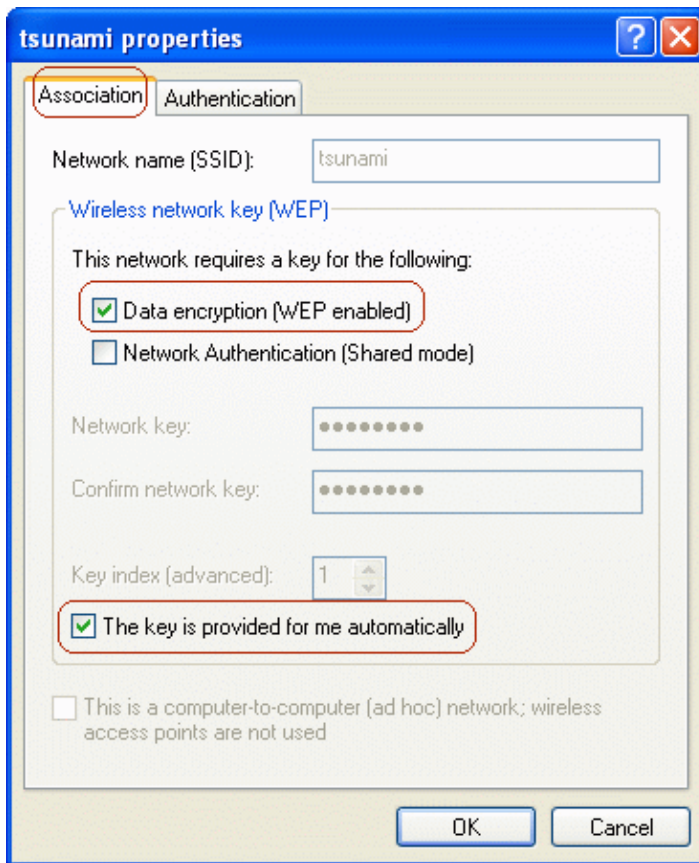 tsunami properties
Association Authentication
Network name (SSID): tsunami
Wireless network key (WEP)
This network requires a key for the following:
Data encryption (WEP enabled)
Network Authentication (Shared mode)
Network key: ••••••••
Confirm network key: ••••••••
Key index (advanced): 1
The key is provided for me automatically
This is a computer-to-computer (ad hoc) network; wireless
access points are not used
OK Cancel